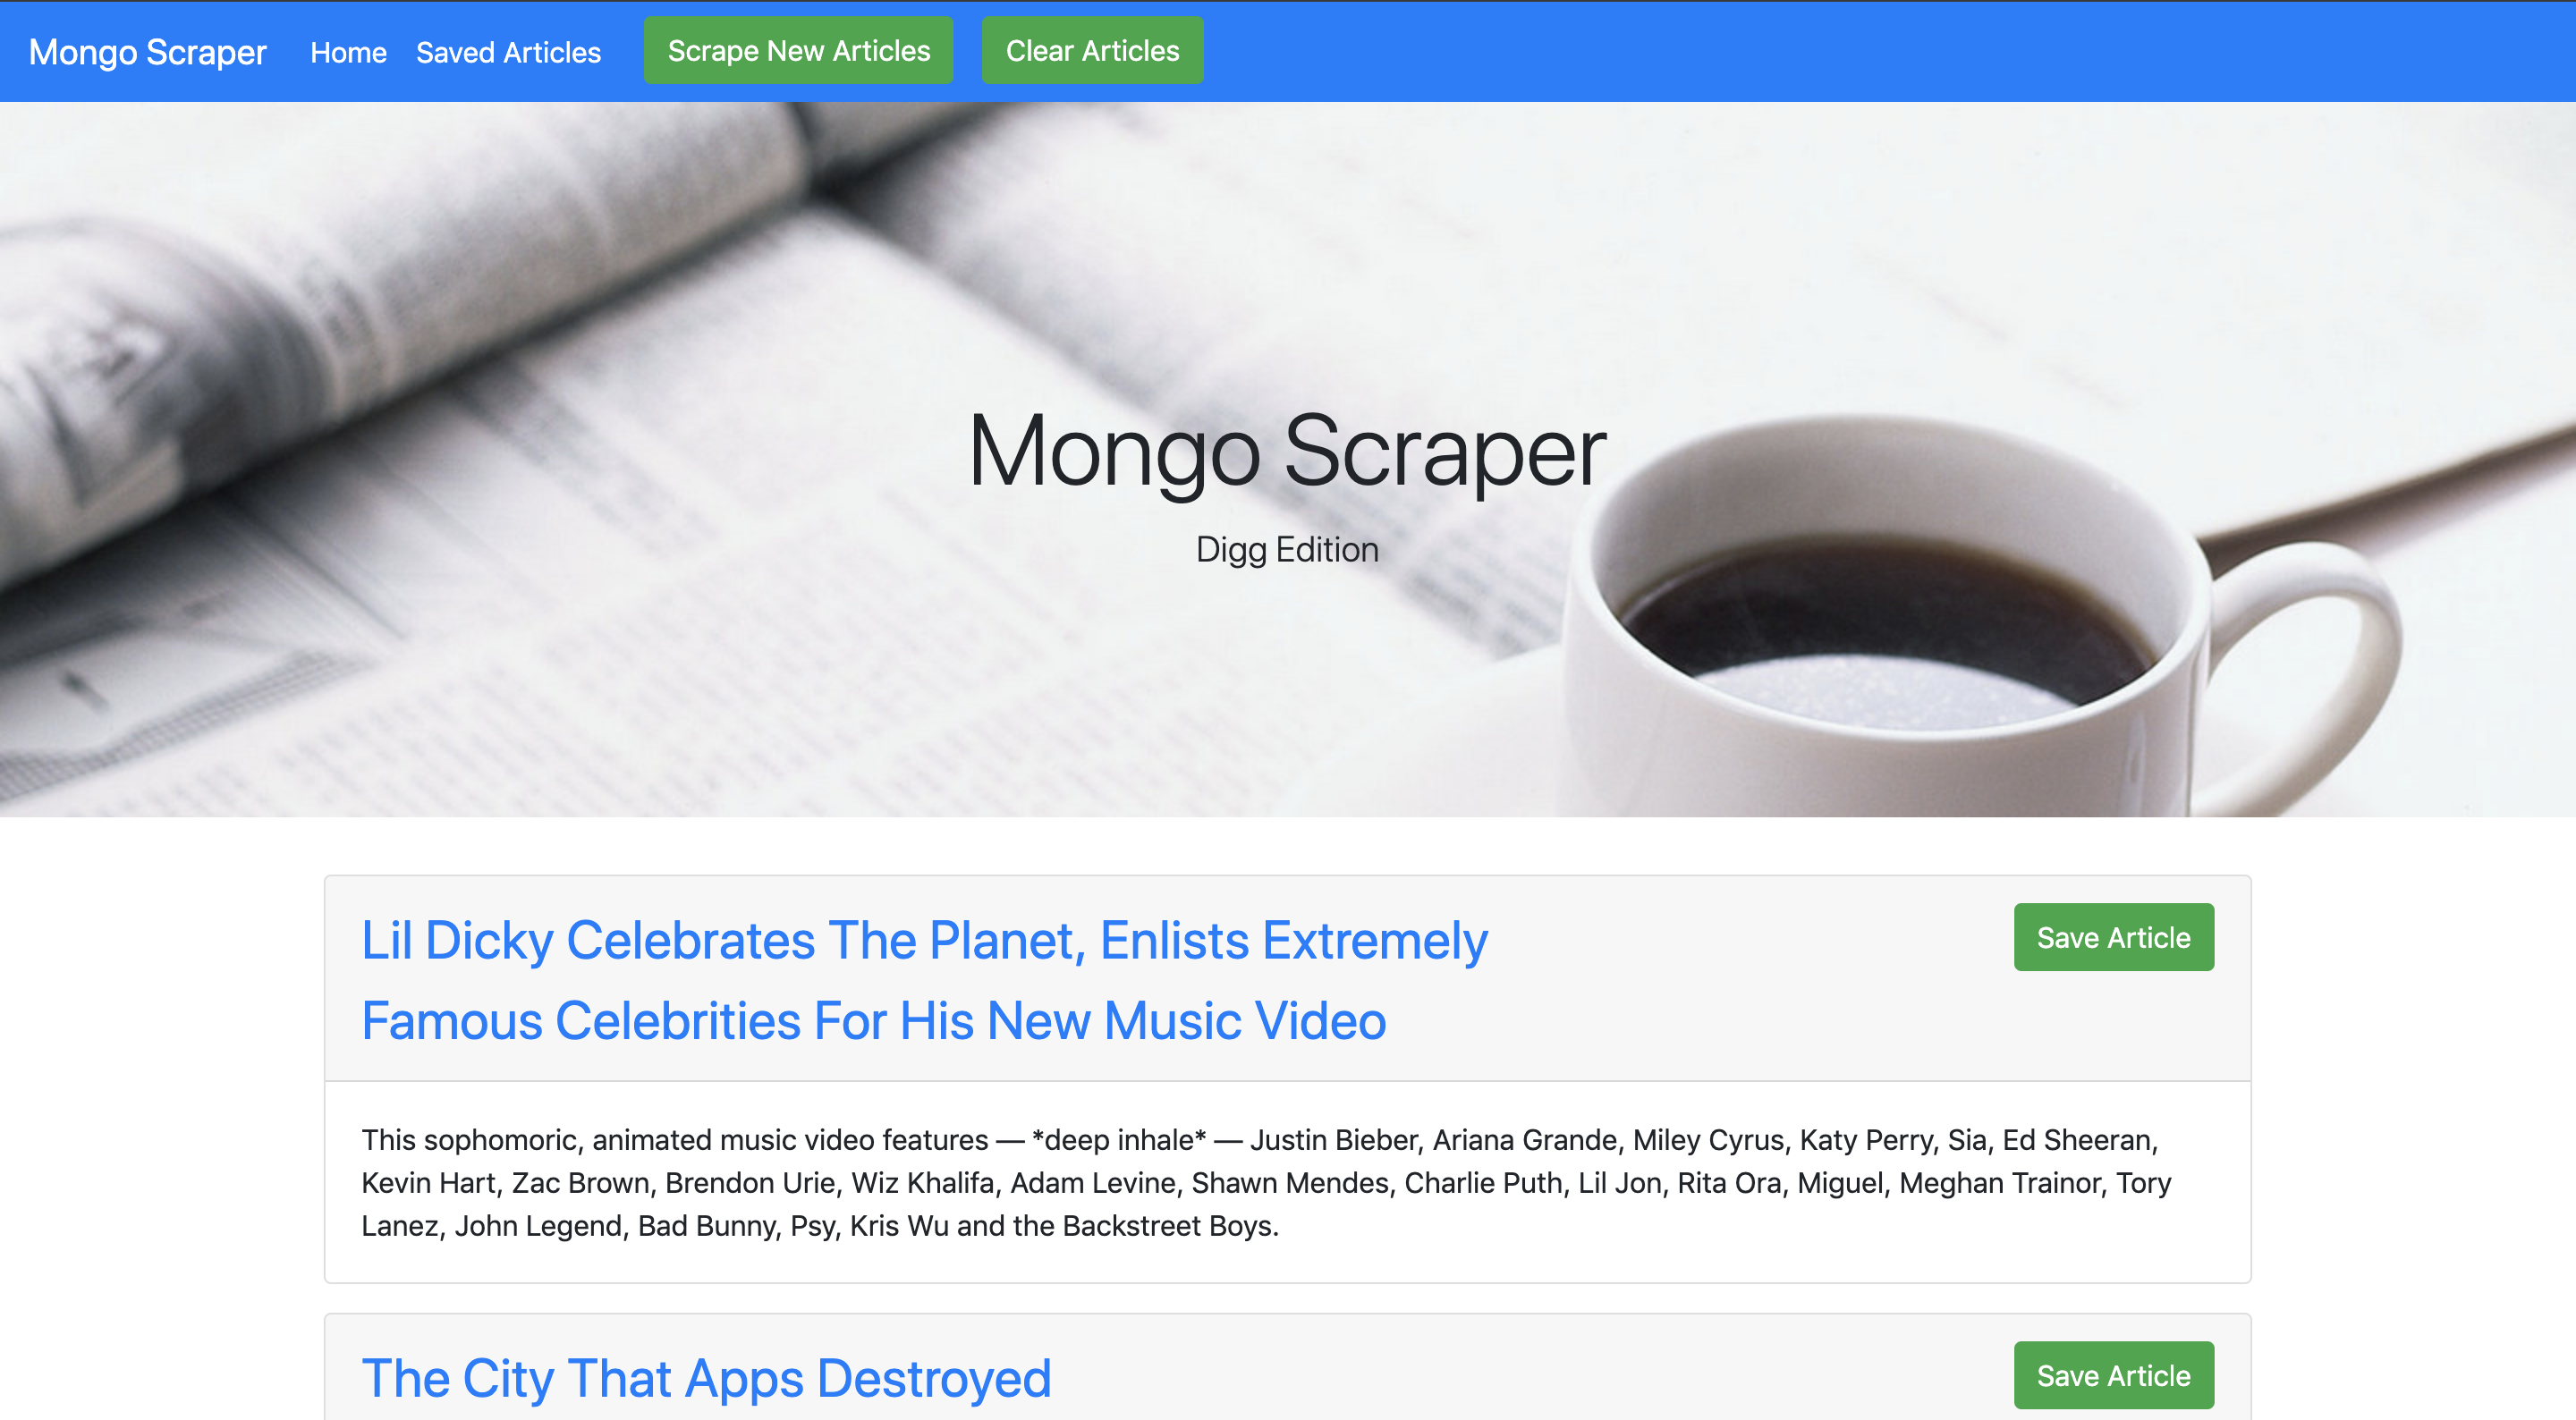 Mongo Scraper Home Saved Articles Scrape New Articles Clear Articles
Mongo Scraper
Digg Edition
Lil Dicky Celebrates The Planet, Enlists Extremely
Famous Celebrities For His New Music Video
Save Article
This sophomoric, animated music video features — *deep inhale* — Justin Bieber, Ariana Grande, Miley Cyrus, Katy Perry, Sia, Ed Sheeran,
Kevin Hart, Zac Brown, Brendon Urie, Wiz Khalifa, Adam Levine, Shawn Mendes, Charlie Puth, Lil Jon, Rita Ora, Miguel, Meghan Trainor, Tory
Lanez, John Legend, Bad Bunny, Psy, Kris Wu and the Backstreet Boys.
The City That Apps Destroyed
Save Article